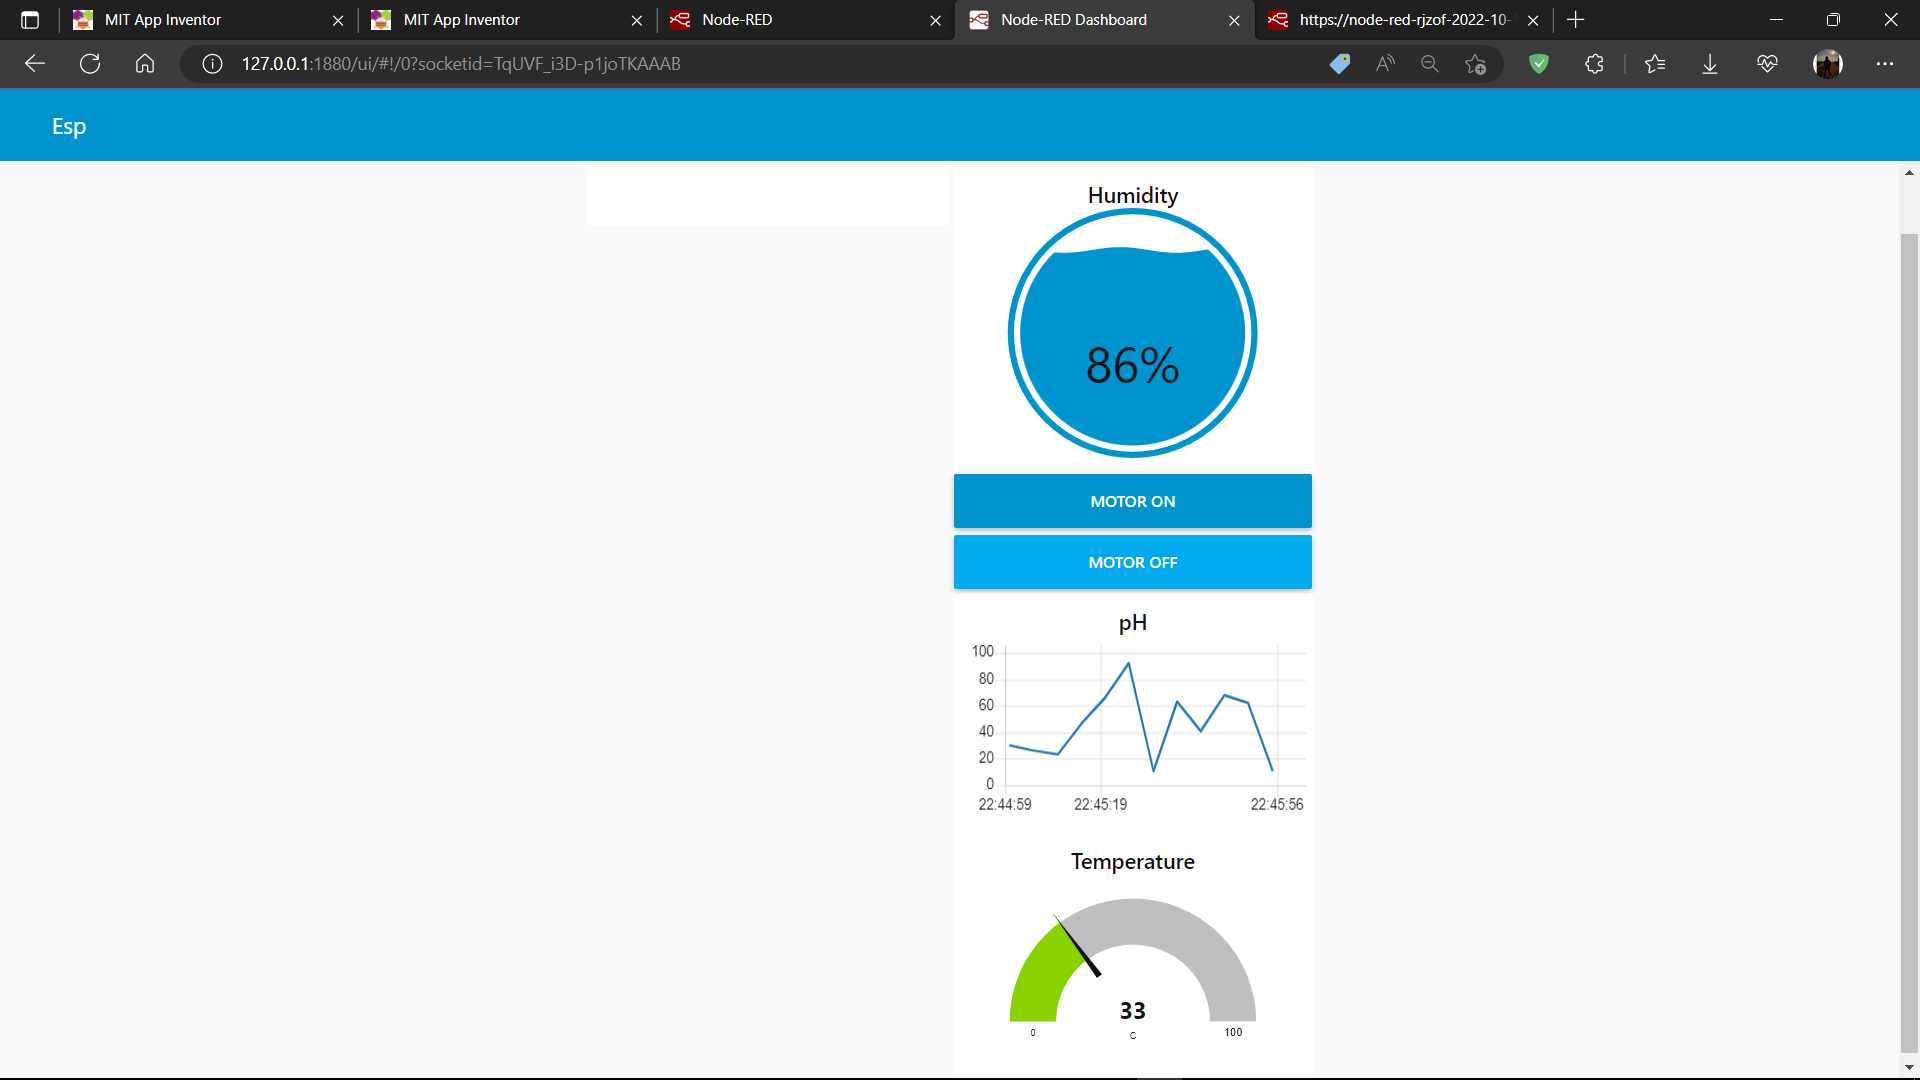 MIT App Inventor
MIT App Inventor
Node-RED
Node-RED Dashboard
https://node-red-rjzof-2022-10-
127.0.0.1:1880/ui/#!/0?socketid=TqUVF_i3D-p1joTKAAAB
Esp
Humidity
86%
MOTOR ON
MOTOR OFF
pH
100
80
60
40
20
0
22:44:59 22:45:19 22:45:56
Temperature
33
0 C 100